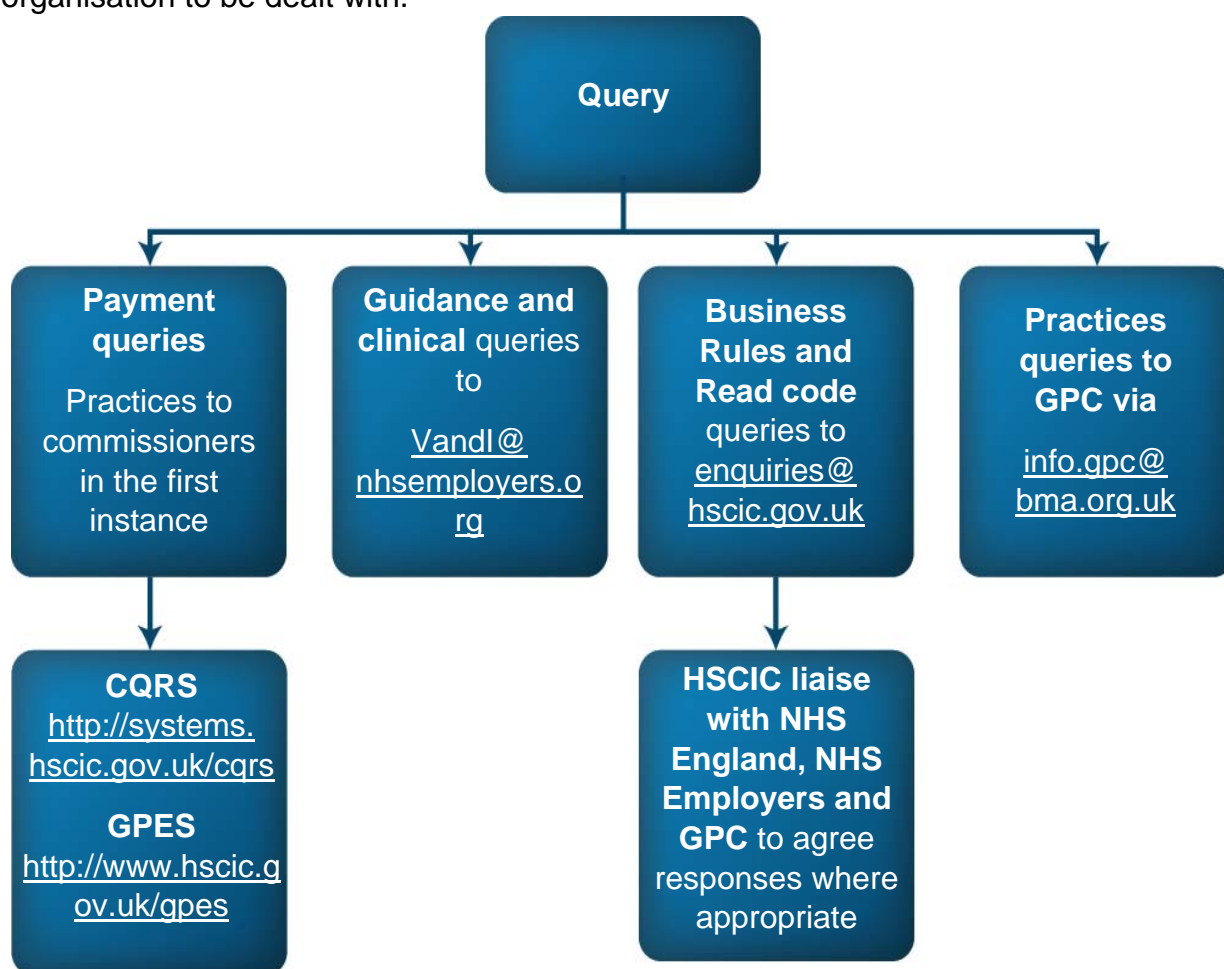 organisation to be dealt with.
Query
Payment
queries
Practices to
commissioners
in the first
instance
Guidance and
clinical queries
to
VandI@
nhsemployers.o
rg
Business
Rules and
Read code
queries to
enquiries@
hscic.gov.uk
Practices
queries to
GPC via
info.gpc@
bma.org.uk
CQRS
http://systems.
hscic.gov.uk/cqrs
GPES
http://www.hscic.g
ov.uk/gpes
HSCIC liaise
with NHS
England, NHS
Employers and
GPC to agree
responses where
appropriate